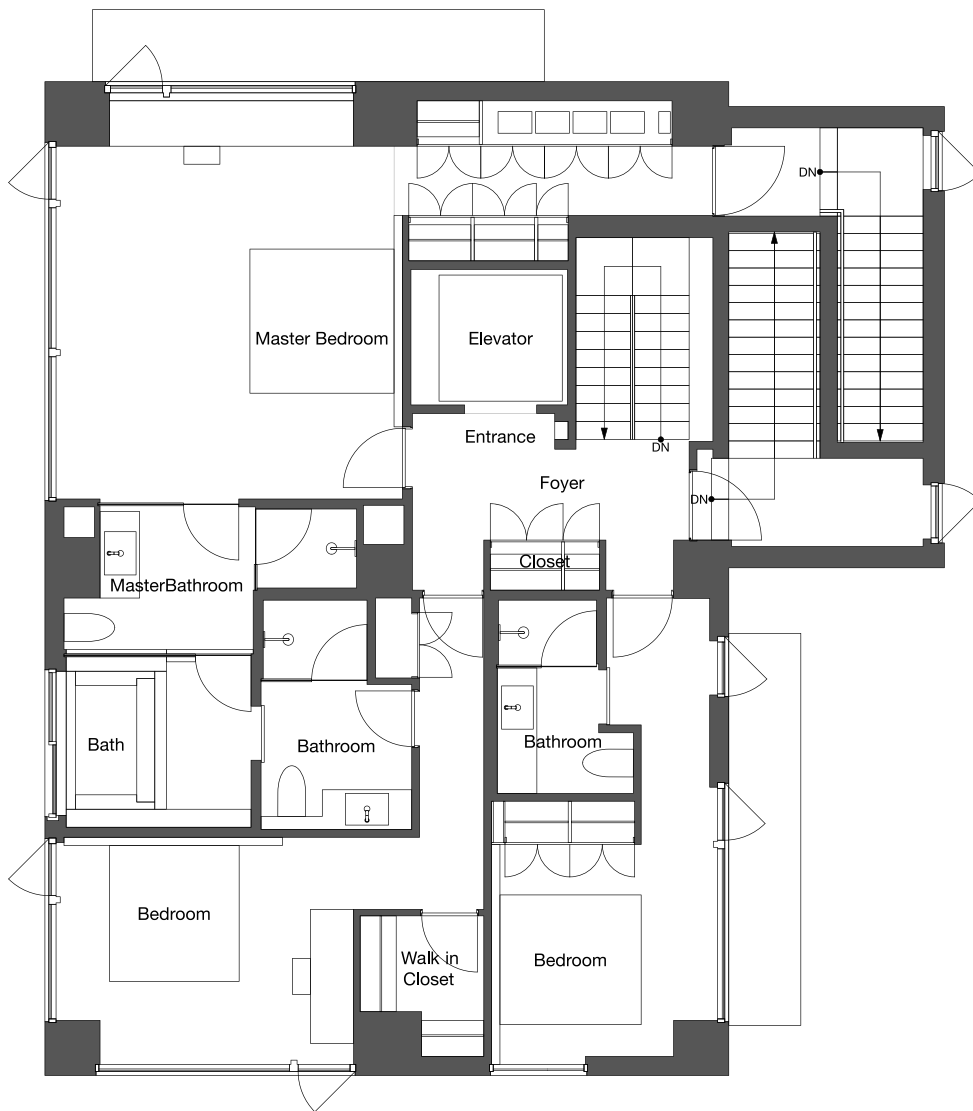 DN
Master Bedroom
Elevator
Entrance
DN
Foyer
DN
Closet
MasterBathroom
Bath
Bathroom
Bathroom
Bedroom
Walk in
Closet
Bedroom